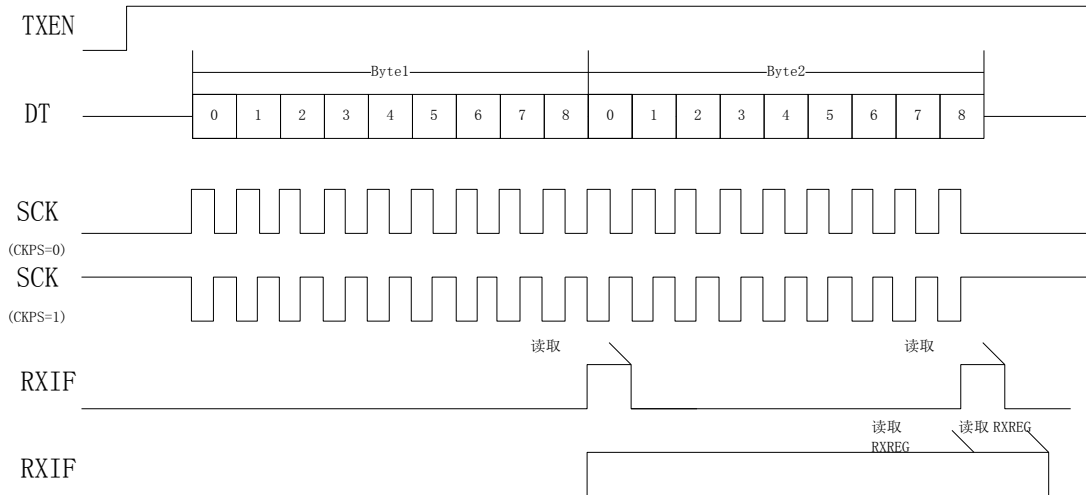 TXEN
Byte1 Byte2
DT 0 1 2 3 4 5 6 7 8 0 1 2 3 4 5 6 7 8
SCK
(CKPS=0)
SCK
(CKPS=1)
读取 读取
RXIF
读取 读取 RXREG
RXREG
RXIF